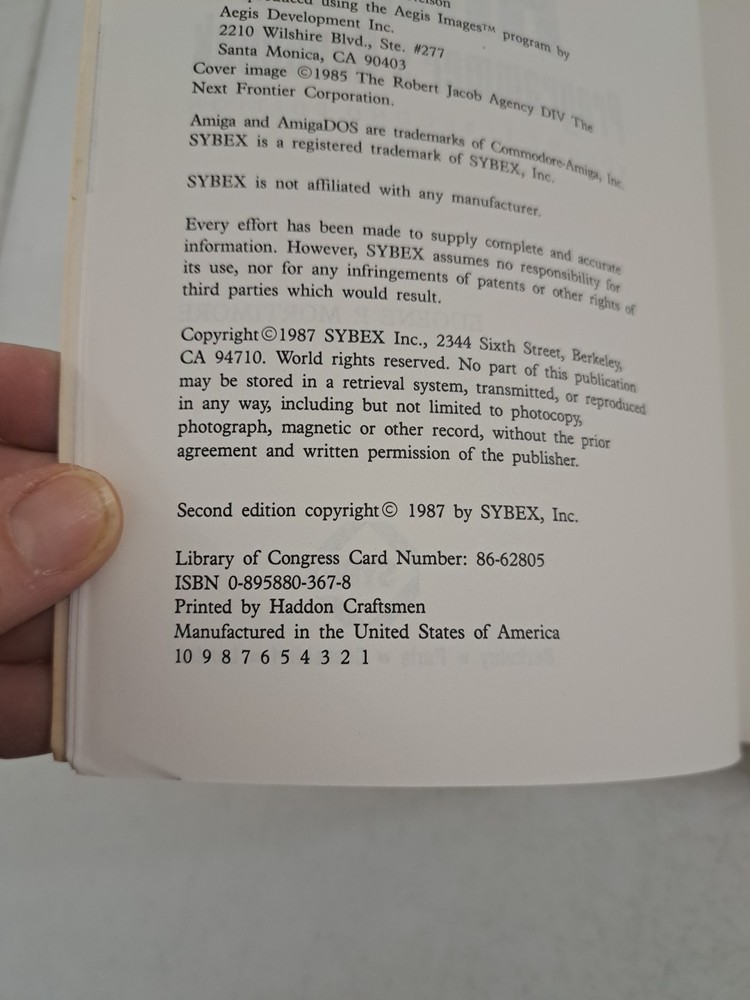 using the Aegis Images™ program by
Aegis Development Inc.
2210 Wilshire Blvd., Ste. #277
Santa Monica, CA 90403
Cover image ©1985 The Robert Jacob Agency DIV The
Next Frontier Corporation.
Amiga and AmigaDOS are trademarks of Commodore-Amiga, Inc.
SYBEX is a registered trademark of SYBEX, Inc.
SYBEX is not affiliated with any manufacturer.
Every effort has been made to supply complete and accurate
information. However, SYBEX assumes no responsibility for
its use, nor for any infringements of patents or other rights of
third parties which would result.
Copyright©1987 SYBEX Inc., 2344 Sixth Street, Berkeley,
CA 94710. World rights reserved. No part of this publication
may be stored in a retrieval system, transmitted, or reproduced
in any way, including but not limited to photocopy,
photograph, magnetic or other record, without the prior
agreement and written permission of the publisher.
Second edition copyright© 1987 by SYBEX, Inc.
Library of Congress Card Number: 86-62805
ISBN 0-895880-367-8
Printed by Haddon Craftsmen
Manufactured in the United States of America
10 9 8 7 6 5 4 3 2 1